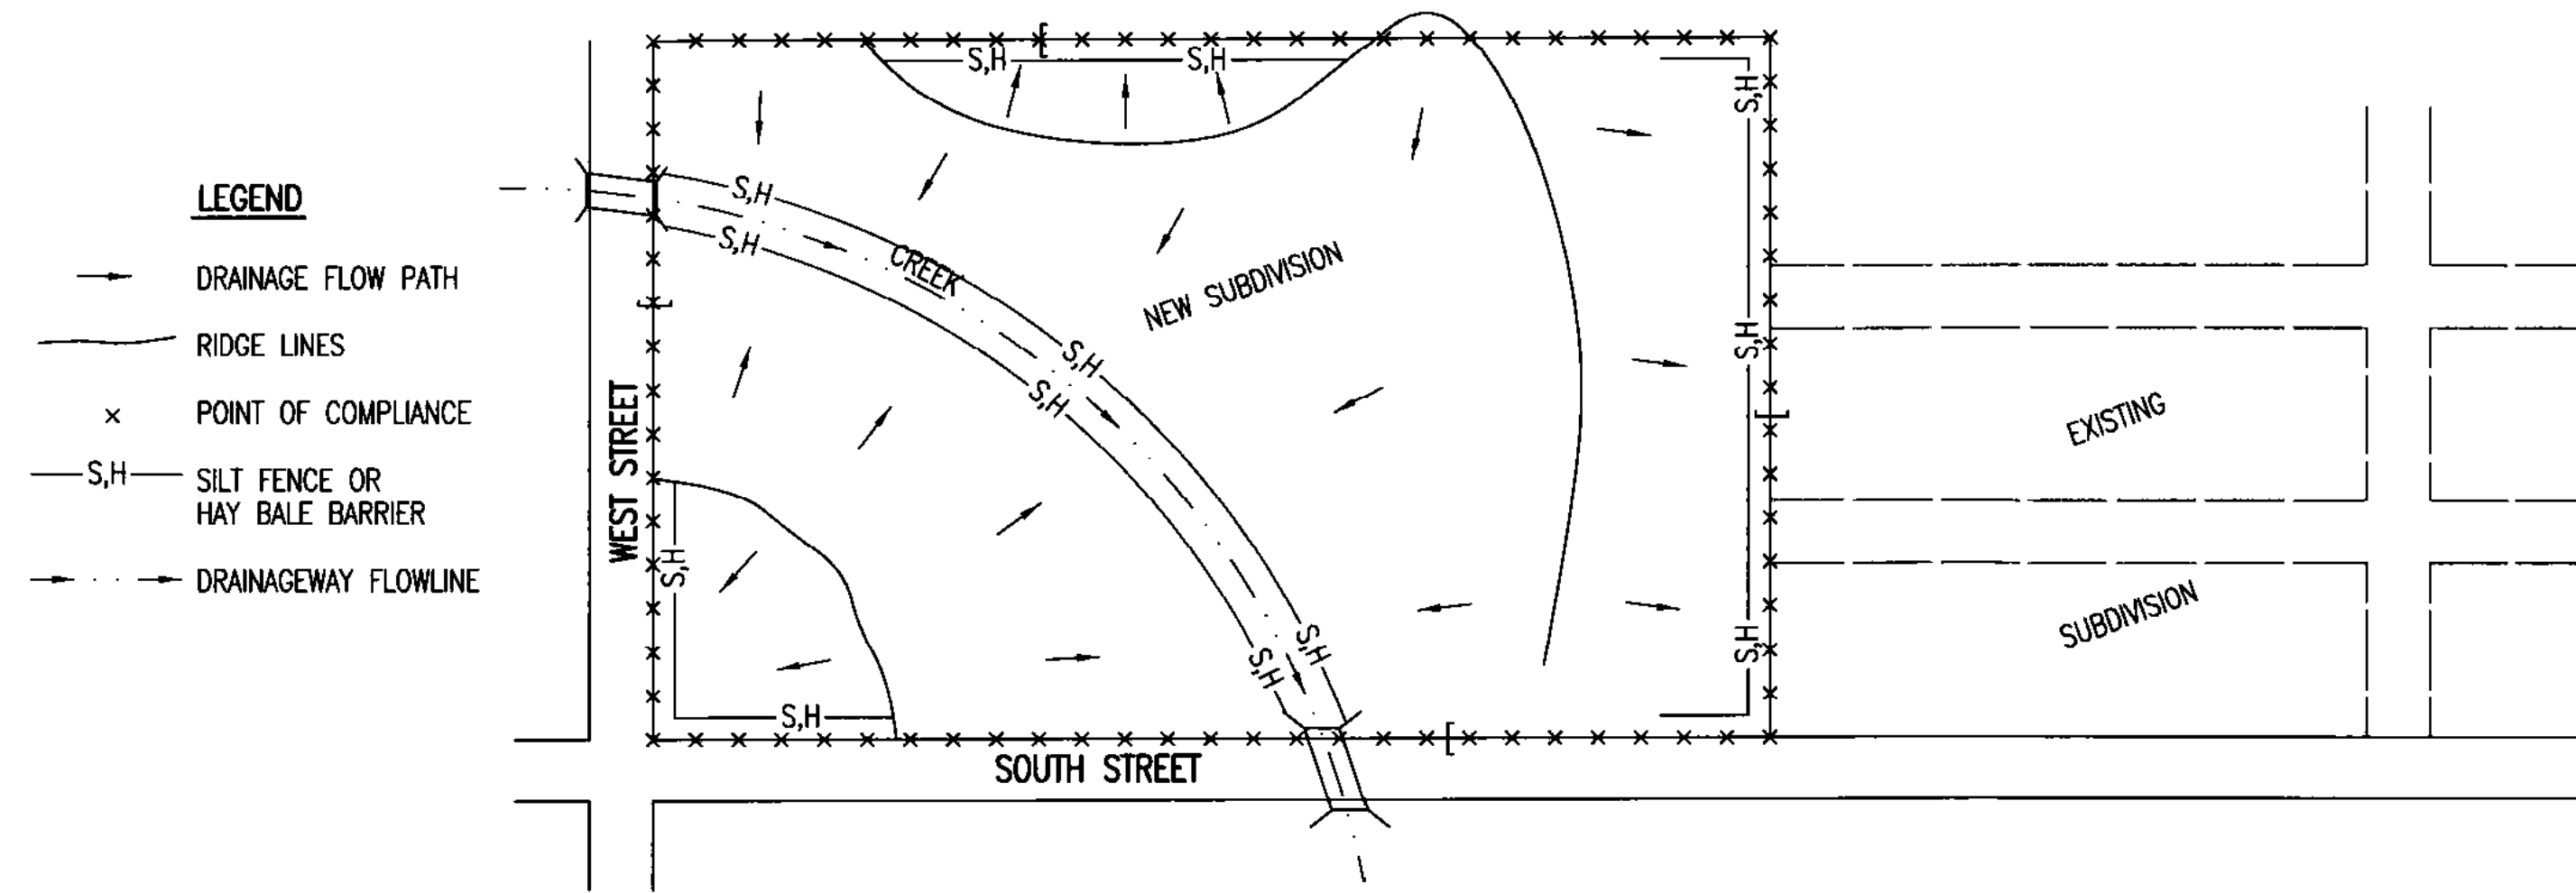 LEGEND
DRAINAGE FLOW PATH
RIDGE LINES
x POINT OF COMPLIANCE
S,H SILT FENCE OR
HAY BALE BARRIER
DRAINAGEWAY FLOWLINE
S,H
S,H
S,H
S,H
CREEK
NEW SUBDIVISION
S,H
S,H
S,H
S,H
S,H
S,H
S,H
S,H
S,H
WEST STREET
SOUTH STREET
EXISTING
SUBDIVISION